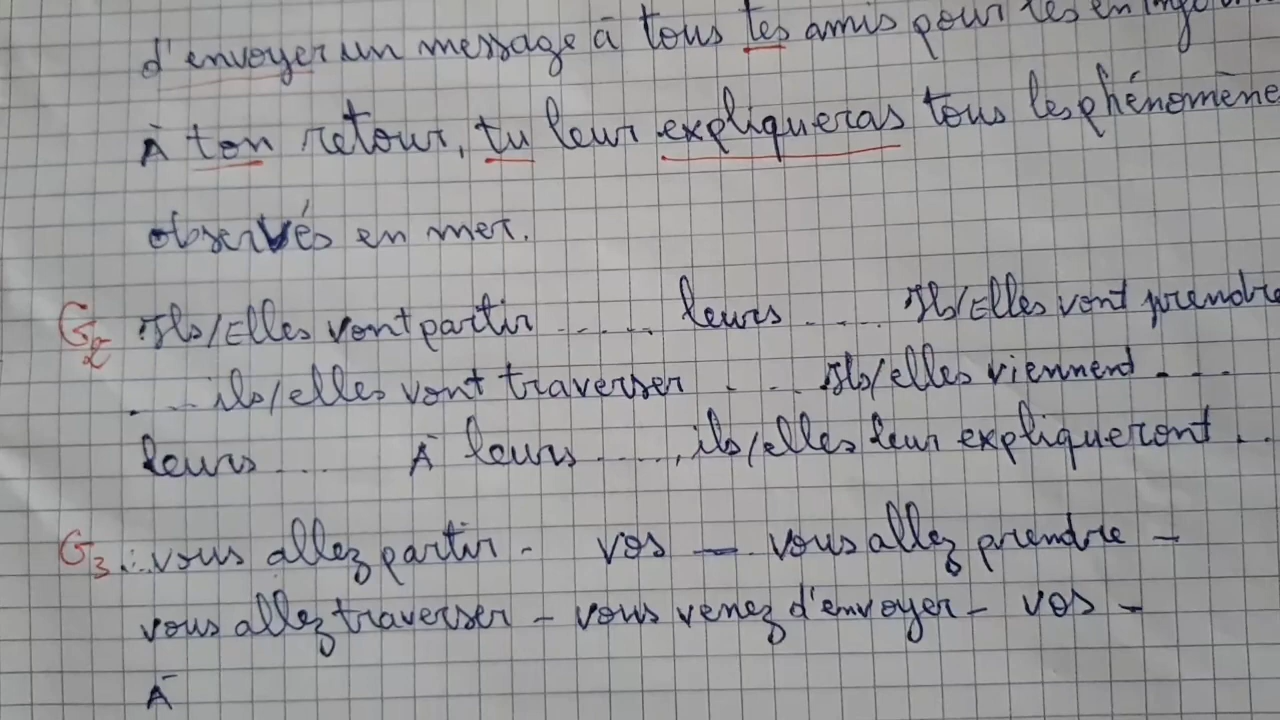 d'envoyer un message à tous tes amis pour les en
À ton retour, tu leur expliqueras tous les phénomène
observés en mer.
G2 Ils/Elles vont partir ...... leurs ..... Ils/Elles vont prendre
..... ils/elles vont traverser .... Ils/elles viennent ....
leurs .... À leurs ....., ils/elles leur expliqueront ..
G3 : vous allez partir - vos — vous allez prendre -
vous allez traverser - vous venez d'envoyer - vos -
À